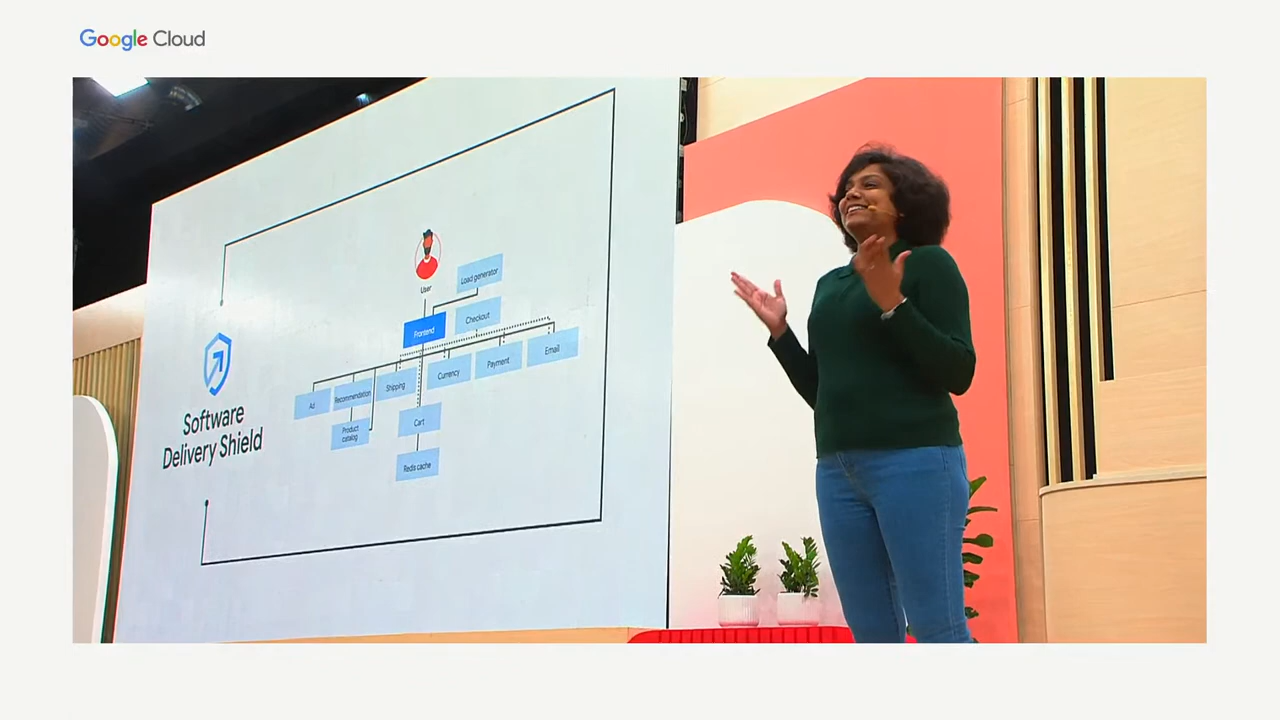 Google Cloud
User
Load generator
Frontend
Checkout
Ad
Recommendation
Shipping
Currency
Payment
Email
Product
catalog
Cart
Redis cache
Software
Delivery Shield